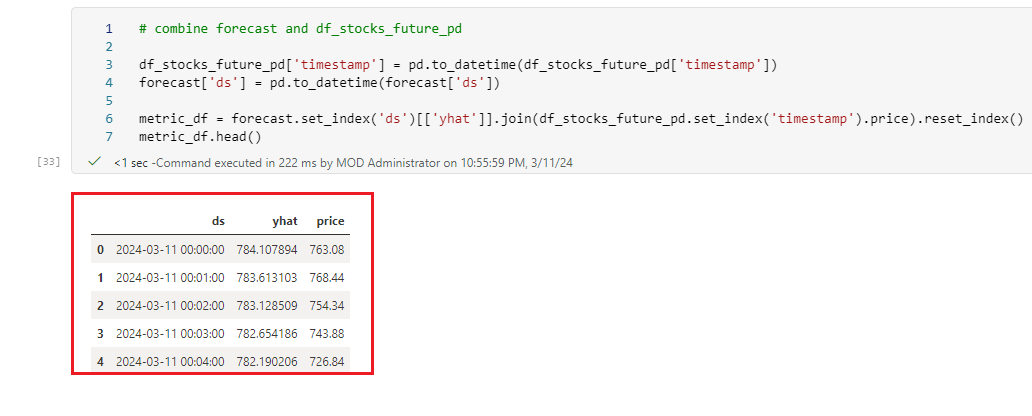 1 # combine forecast and df_stocks_future_pd
2
3 df_stocks_future_pd['timestamp'] = pd.to_datetime(df_stocks_future_pd['timestamp'])
4 forecast['ds'] = pd.to_datetime(forecast['ds'])
5
6 metric_df = forecast.set_index('ds')[['yhat']].join(df_stocks_future_pd.set_index('timestamp').price).reset_index()
7 metric_df.head()
[33] <1 sec -Command executed in 222 ms by MOD Administrator on 10:55:59 PM, 3/11/24
ds yhat price
0 2024-03-11 00:00:00 784.107894 763.08
1 2024-03-11 00:01:00 783.613103 768.44
2 2024-03-11 00:02:00 783.128509 754.34
3 2024-03-11 00:03:00 782.654186 743.88
4 2024-03-11 00:04:00 782.190206 726.84